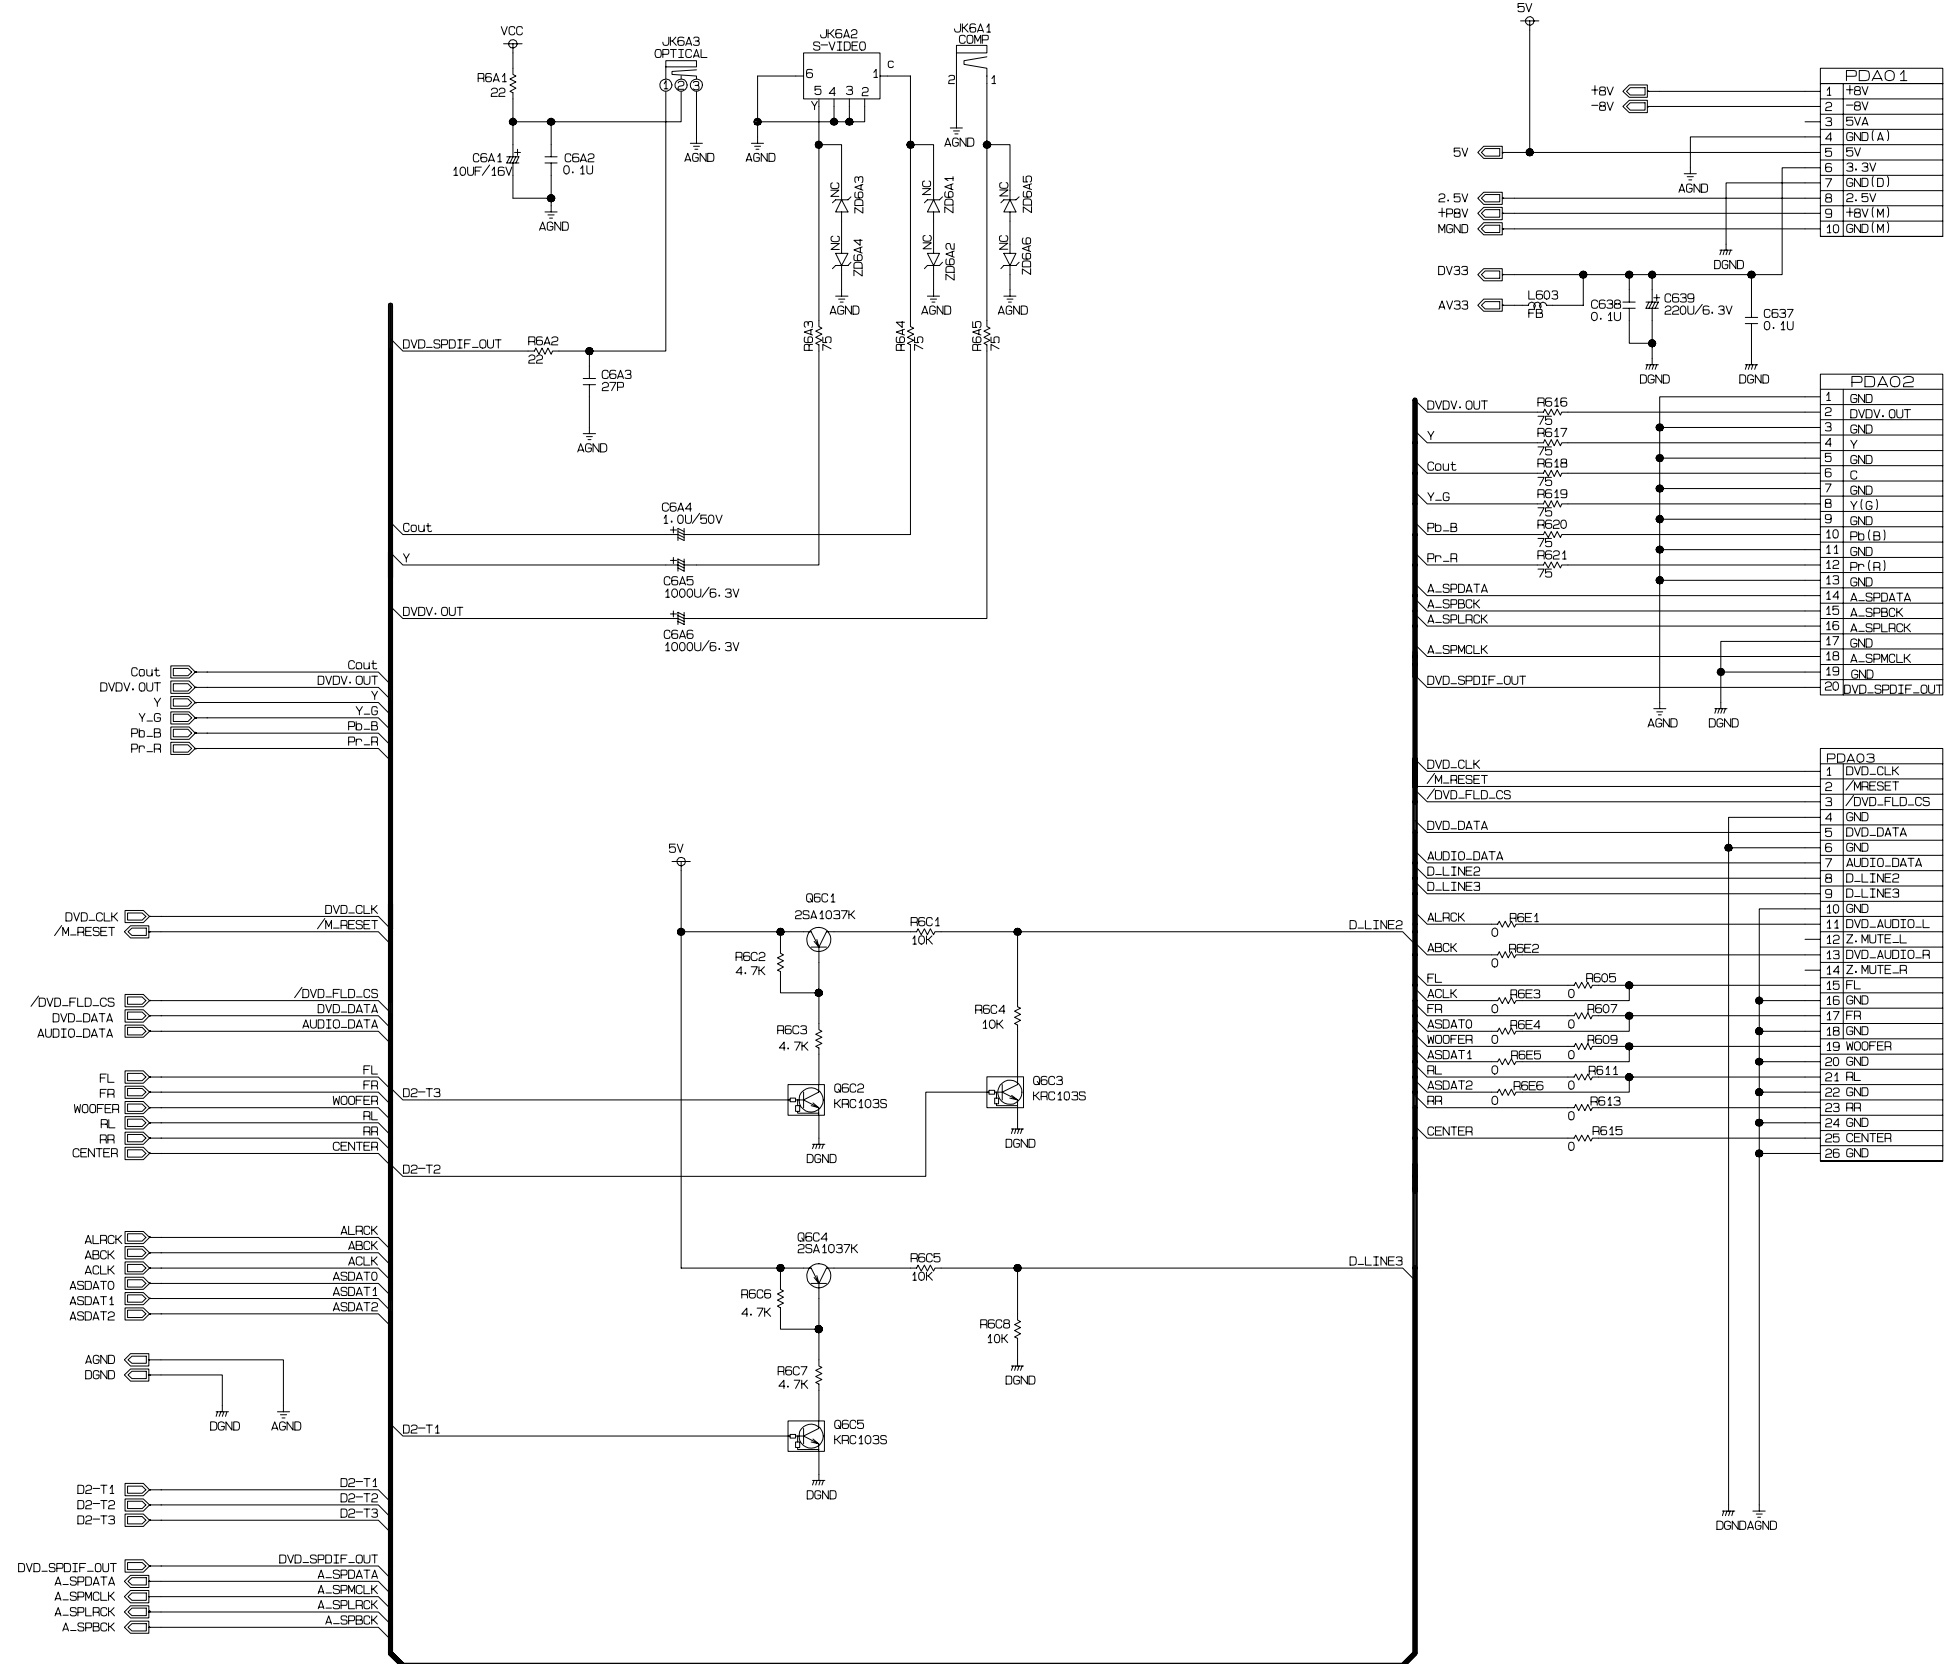 VCC
R6A1
22
C6A1
+
10UF/16V
C6A2
0.1U
AGND
JK6A3
OPTICAL
1 2 3
AGND
JK6A2
S-VIDEO
6
1
C
5 4 3 2
Y
AGND
JK6A1
COMP
2
1
AGND
NC
ZD6A3
NC
ZD6A4
AGND
NC
ZD6A1
NC
ZD6A2
AGND
ZD6A5
ZD6A6
AGND
R6A3
75
R6A4
75
R6A5
75
DVD_SPDIF_OUT
R6A2
22
C6A3
27P
AGND
Cout
C6A4
1.0U/50V
+
Y
+
C6A5
1000U/6.3V
DVDV.OUT
+
C6A6
1000U/6.3V
Cout Cout
DVDV.OUT DVDV.OUT
Y Y
Y_G Y_G
Pb_B Pb_B
Pr_R Pr_R
DVD_CLK DVD_CLK
/M_RESET /M_RESET
/DVD_FLD_CS /DVD_FLD_CS
DVD_DATA DVD_DATA
AUDIO_DATA AUDIO_DATA
FL FL
FR FR
WOOFER WOOFER
RL RL
RR RR
CENTER CENTER
ALRCK ALRCK
ABCK ABCK
ACLK ACLK
ASDAT0 ASDAT0
ASDAT1 ASDAT1
ASDAT2 ASDAT2
AGND
DGND
DGND
AGND
D2-T1 D2-T1
D2-T2 D2-T2
D2-T3 D2-T3
DVD_SPDIF_OUT DVD_SPDIF_OUT
A_SPDATA A_SPDATA
A_SPMCLK A_SPMCLK
A_SPLRCK A_SPLRCK
A_SPBCK A_SPBCK
5V
Q6C1
2SA1037K
R6C1
10K
D_LINE2
R6C2
4.7K
R6C3
4.7K
R6C4
10K
D2-T3
Q6C2
KRC103S
DGND
Q6C3
KRC103S
DGND
D2-T2
Q6C4
2SA1037K
R6C5
10K
D_LINE3
R6C6
4.7K
R6C7
4.7K
R6C8
10K
DGND
D2-T1
Q6C5
KRC103S
DGND
5V
+8V
-8V
5V
2.5V
+P8V
MGND
DV33
AV33
L603
FB
C638
0.1U
+
C639
220U/6.3V
C637
0.1U
AGND
DGND
DGND
DGND
PDA01
1 +8V
2 -8V
3 5VA
4 GND(A)
5 5V
6 3.3V
7 GND(D)
8 2.5V
9 +8V(M)
10 GND(M)
DVDV.OUT
R616
75
Y
R617
75
Cout
R618
75
Y_G
R619
75
Pb_B
R620
75
Pr_R
R621
75
A_SPDATA
A_SPBCK
A_SPLRCK
A_SPMCLK
DVD_SPDIF_OUT
AGND
DGND
PDA02
1 GND
2 DVDV.OUT
3 GND
4 Y
5 GND
6 C
7 GND
8 Y(G)
9 GND
10 Pb(B)
11 GND
12 Pr(R)
13 GND
14 A_SPDATA
15 A_SPBCK
16 A_SPLRCK
17 GND
18 A_SPMCLK
19 GND
20 DVD_SPDIF_OUT
DVD_CLK
/M_RESET
/DVD_FLD_CS
DVD_DATA
AUDIO_DATA
D_LINE2
D_LINE3
ALRCK
R6E1
0
ABCK
R6E2
0
FL
R605
0
ACLK
R6E3
0
FR
R607
0
ASDAT0
R6E4
0
WOOFER
R609
0
ASDAT1
R6E5
0
RL
R611
0
ASDAT2
R6E6
0
RR
R613
0
CENTER
R615
0
PDA03
1 DVD_CLK
2 /MRESET
3 /DVD_FLD_CS
4 GND
5 DVD_DATA
6 GND
7 AUDIO_DATA
8 D_LINE2
9 D_LINE3
10 GND
11 DVD_AUDIO_L
12 Z.MUTE_L
13 DVD_AUDIO_R
14 Z.MUTE_R
15 FL
16 GND
17 FR
18 GND
19 WOOFER
20 GND
21 RL
22 GND
23 RR
24 GND
25 CENTER
26 GND
DGND AGND